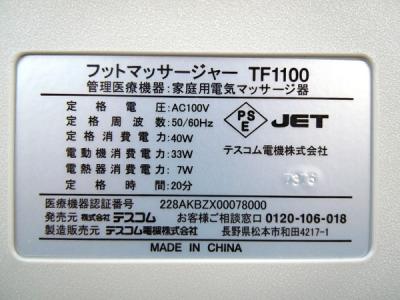 フットマッサージャー TF1100
管理医療機器：家庭用電気マッサージ器
定格電圧：AC100V
定格周波数：50/60Hz
定格消費電力：40W
電動機消費電力：33W
電熱器消費電力：7W
定格時間：20分
PS
E
JET
テスコム電機株式会社
医療機器認証番号 228AKBZX00078000
発売元 株式会社テスコム お客様ご相談窓口 0120-106-018
製造販売元 テスコム電機株式会社 長野県松本市和田4217-1
MADE IN CHINA